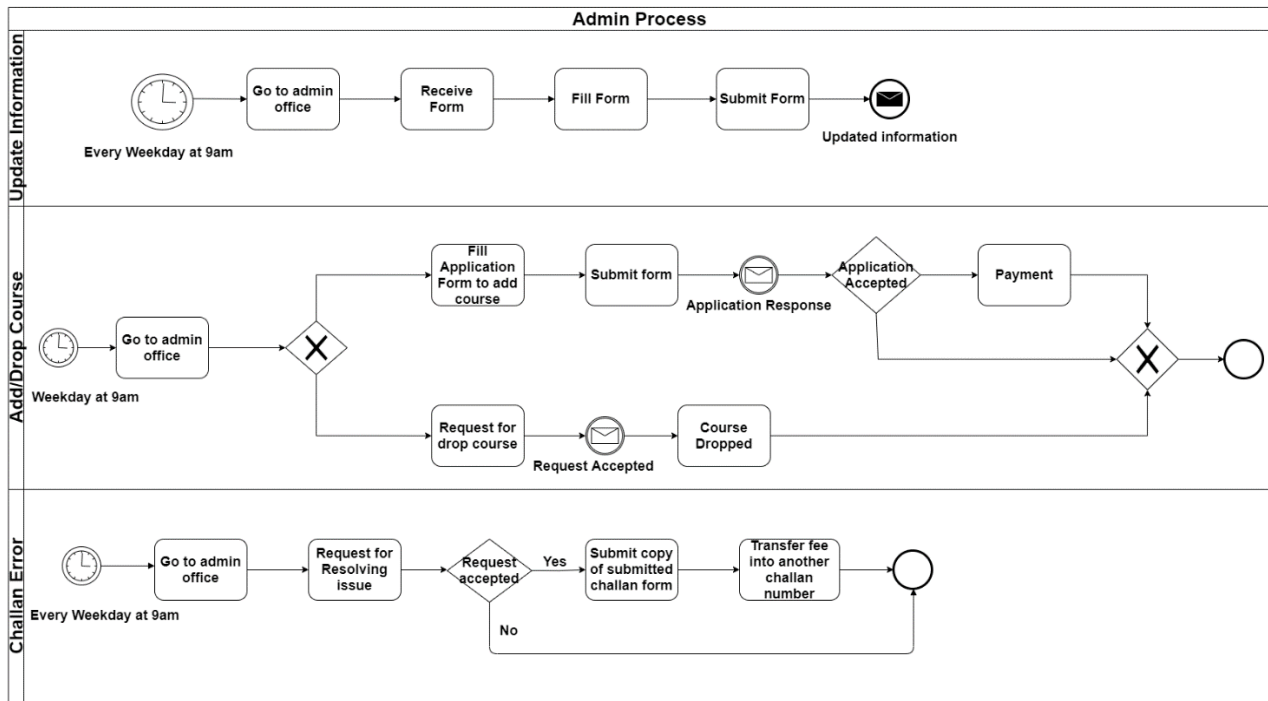 Admin Process
Update Information
Every Weekday at 9am
Go to admin
office
Receive
Form
Fill Form
Submit Form
Updated information
Add/Drop Course
Weekday at 9am
Go to admin
office
Fill
Application
Form to add
course
Submit form
Application Response
Application
Accepted
Payment
Request for
drop course
Request Accepted
Course
Dropped
Challan Error
Every Weekday at 9am
Go to admin
office
Request for
Resolving
issue
Request
accepted
Yes
No
Submit copy
of submitted
challan form
Transfer fee
into another
challan
number